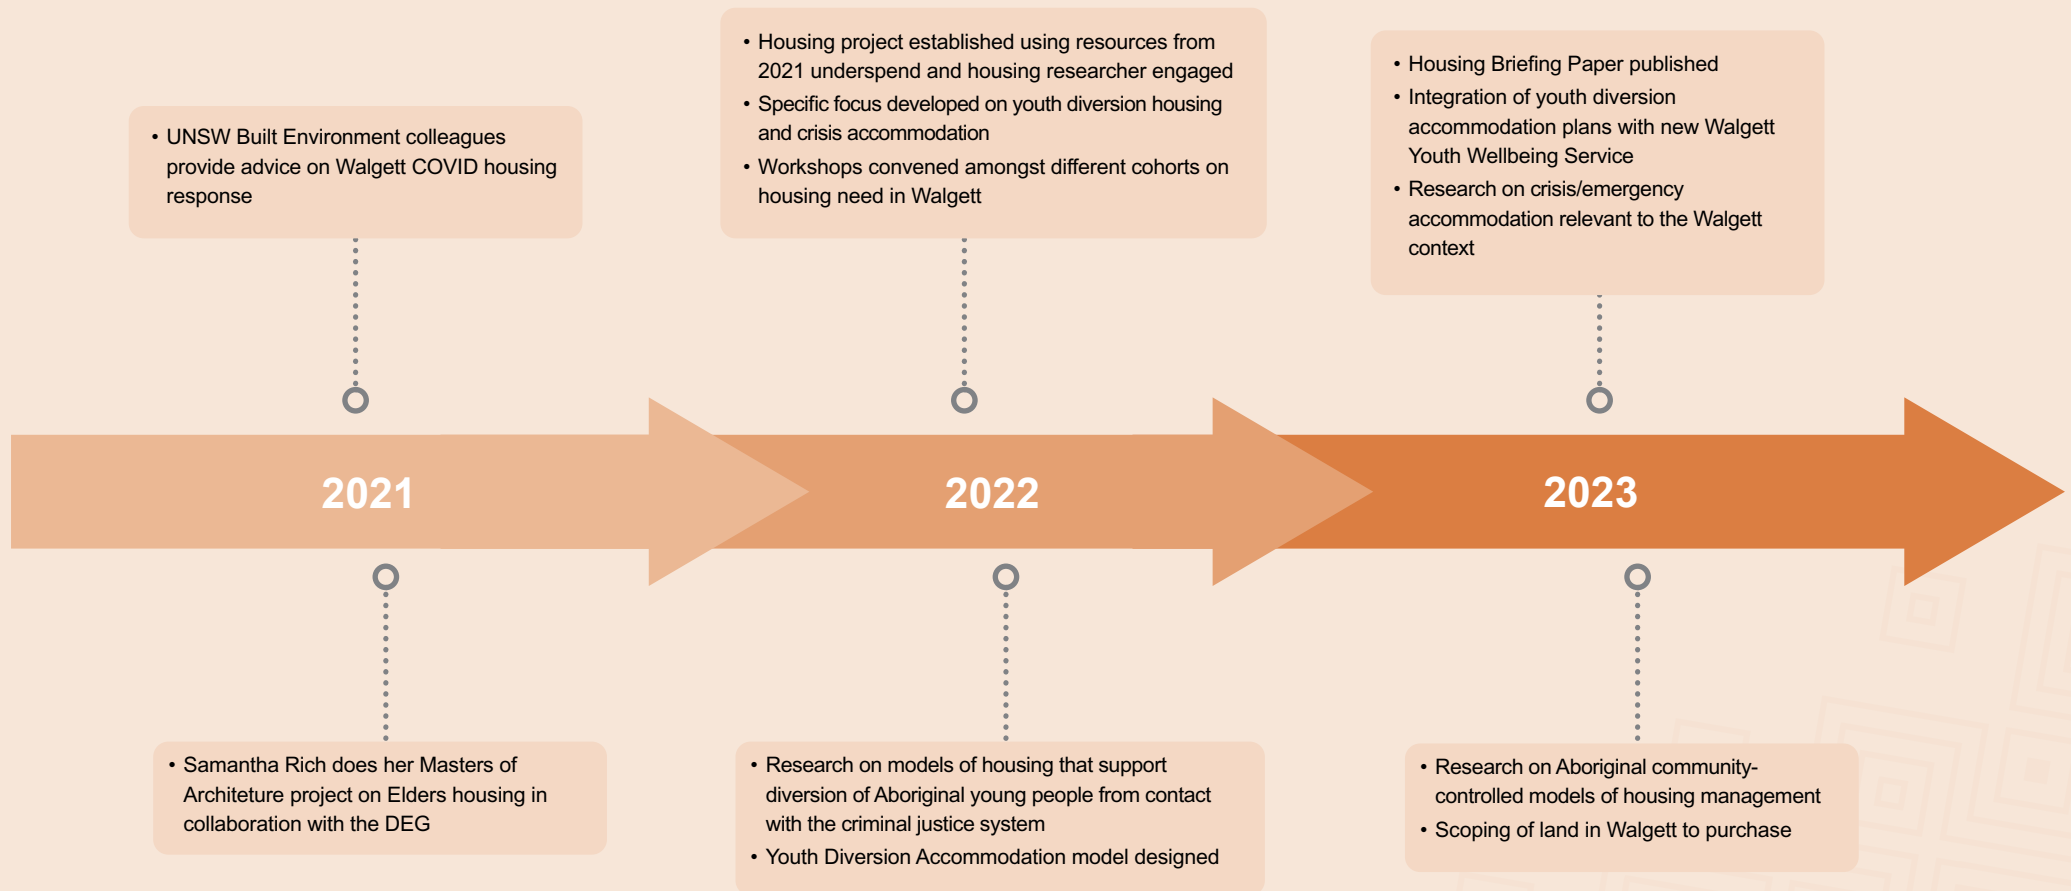 • UNSW Built Environment colleagues
provide advice on Walgett COVID housing
response
• Housing project established using resources from
2021 underspend and housing researcher engaged
• Specific focus developed on youth diversion housing
and crisis accommodation
• Workshops convened amongst different cohorts on
housing need in Walgett
• Housing Briefing Paper published
• Integration of youth diversion
accommodation plans with new Walgett
Youth Wellbeing Service
• Research on crisis/emergency
accommodation relevant to the Walgett
context
2021
2022
2023
• Samantha Rich does her Masters of
Architeture project on Elders housing in
collaboration with the DEG
• Research on models of housing that support
diversion of Aboriginal young people from contact
with the criminal justice system
• Youth Diversion Accommodation model designed
• Research on Aboriginal community-
controlled models of housing management
• Scoping of land in Walgett to purchase